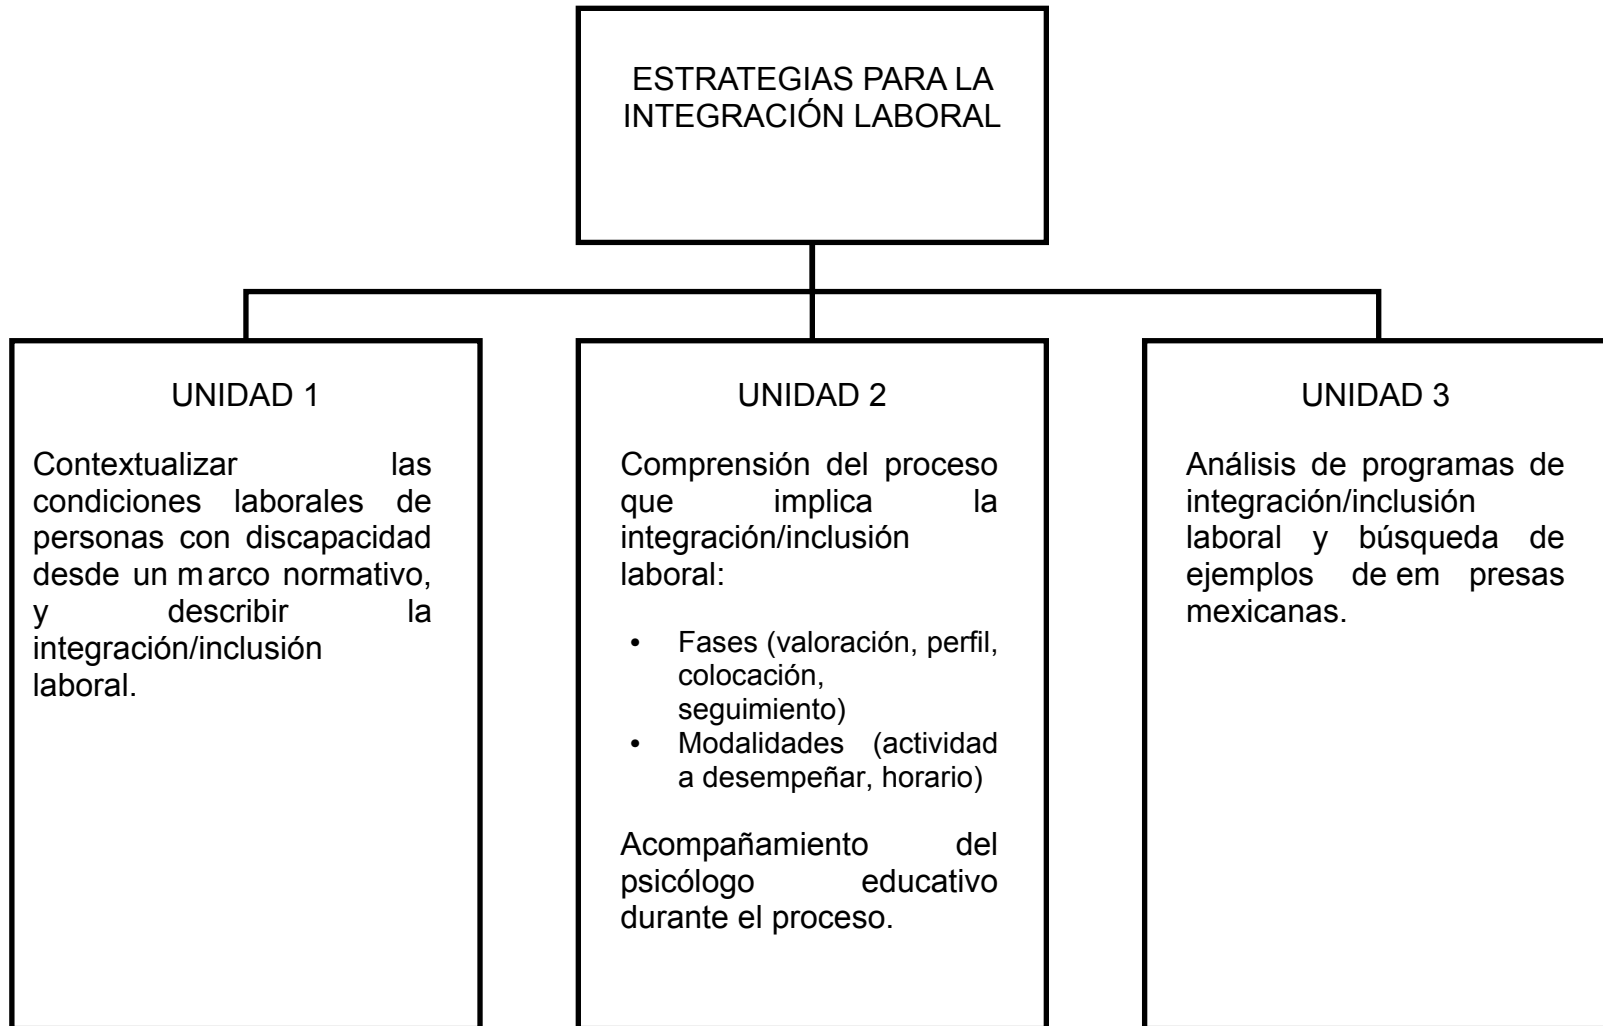 ESTRATEGIAS PARA LA
INTEGRACIÓN LABORAL
UNIDAD 1
Contextualizar las
condiciones laborales de
personas con discapacidad
desde un m arco normativo,
y describir la
integración/inclusión
laboral.
UNIDAD 2
Comprensión del proceso
que implica la
integración/inclusión
laboral:
• Fases (valoración, perfil,
colocación,
seguimiento)
• Modalidades (actividad
a desempeñar, horario)
Acompañamiento del
psicólogo educativo
durante el proceso.
UNIDAD 3
Análisis de programas de
integración/inclusión
laboral y búsqueda de
ejemplos de em presas
mexicanas.